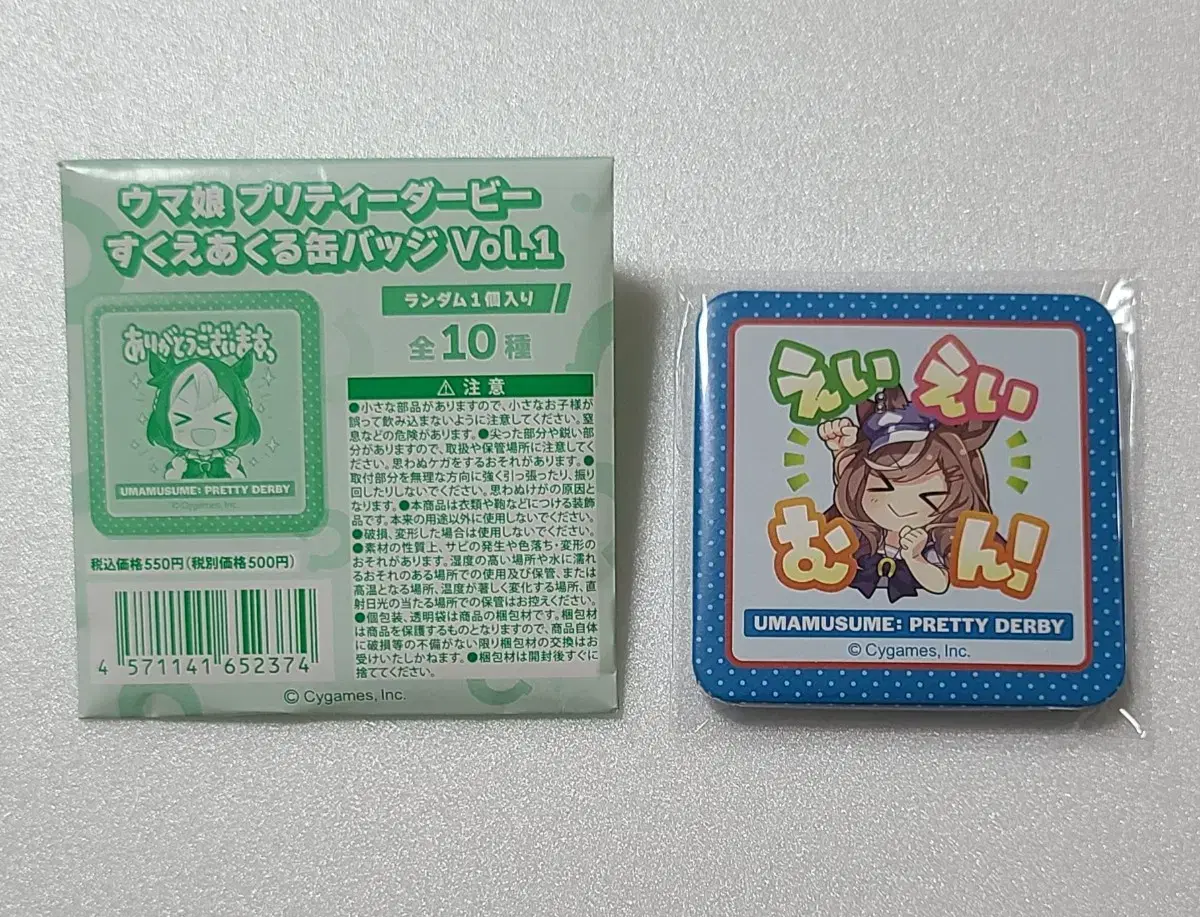 ウマ娘 プリティーダービー
すくえあくる缶バッジ Vol.1
ランダム1個入り
全10種
ありがとうございますっ
UMAMUSUME: PRETTY DERBY
© Cygames, Inc.
税込価格550円(税別価格500円)
4 571141 652374
⚠ 注意
●小さな部品がありますので、小さなお子様が
誤って飲み込まないように注意してください。窒
息などの危険があります。●尖った部分や鋭い部
分がありますので、取扱や保管場所に注意してく
ださい。思わぬケガをするおそれがあります。●
取付部分を無理な方向に強く引っ張ったり、振り
回したりしないでください。思わぬけがの原因と
なります。●本商品は衣類や鞄などにつける装飾
品です。本来の用途以外に使用しないでください。
●破損、変形した場合は使用しないでください。
●素材の性質上、サビの発生や色落ち・変形の
おそれがあります。湿度の高い場所や水に濡れ
るおそれのある場所での使用及び保管、または
高温となる場所、温度が著しく変化する場所、直
射日光の当たる場所での保管はお控えください。
●個包装、透明袋は商品の梱包材です。梱包材
は商品を保護するものとなりますので、商品自体
に破損等の不備がない限り梱包材の交換はお
受けいたしかねます。●梱包材は開封後すぐに
捨ててください。
© Cygames, Inc.
えい えい
む ん!
UMAMUSUME: PRETTY DERBY
© Cygames, Inc.